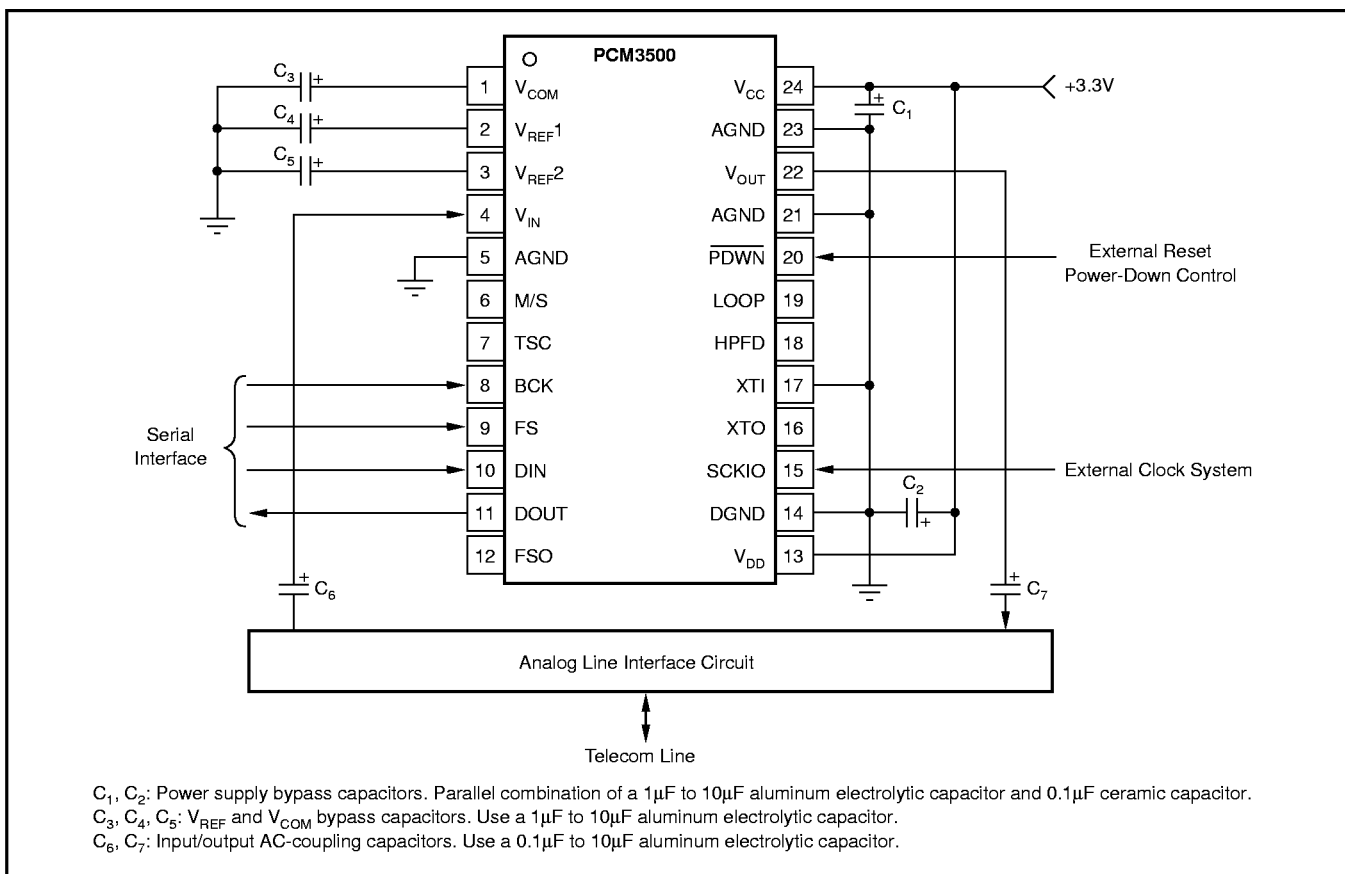 PCM3500
C3 +
1 VCOM
VCC 24
+3.3V
+ C1
C4 +
2 VREF1
AGND 23
C5 +
3 VREF2
VOUT 22
4 VIN
AGND 21
5 AGND
P̅D̅W̅N̅ 20
External Reset
Power-Down Control
6 M/S
LOOP 19
7 TSC
HPFD 18
8 BCK
XTI 17
9 FS
XTO 16
Serial
Interface
10 DIN
SCKIO 15
External Clock System
11 DOUT
DGND 14
C2 +
12 FSO
VDD 13
+ C6
+ C7
Analog Line Interface Circuit
Telecom Line
C1, C2: Power supply bypass capacitors. Parallel combination of a 1μF to 10μF aluminum electrolytic capacitor and 0.1μF ceramic capacitor.
C3, C4, C5: VREF and VCOM bypass capacitors. Use a 1μF to 10μF aluminum electrolytic capacitor.
C6, C7: Input/output AC-coupling capacitors. Use a 0.1μF to 10μF aluminum electrolytic capacitor.